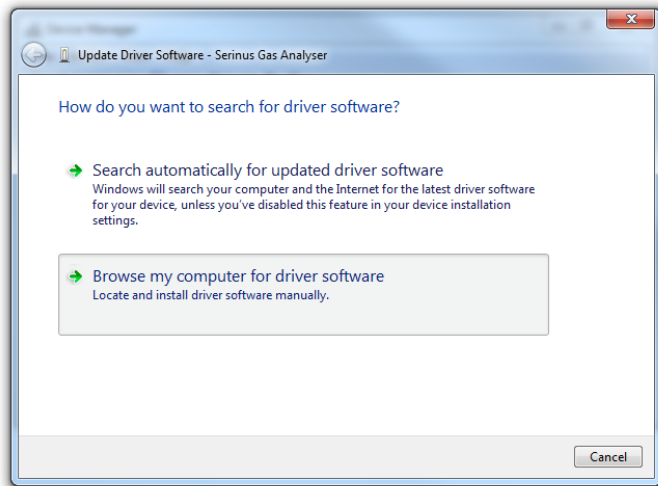 Device Manager
Update Driver Software - Serinus Gas Analyser
How do you want to search for driver software?
Search automatically for updated driver software
Windows will search your computer and the Internet for the latest driver software
for your device, unless you've disabled this feature in your device installation
settings.
Browse my computer for driver software
Locate and install driver software manually.
Cancel